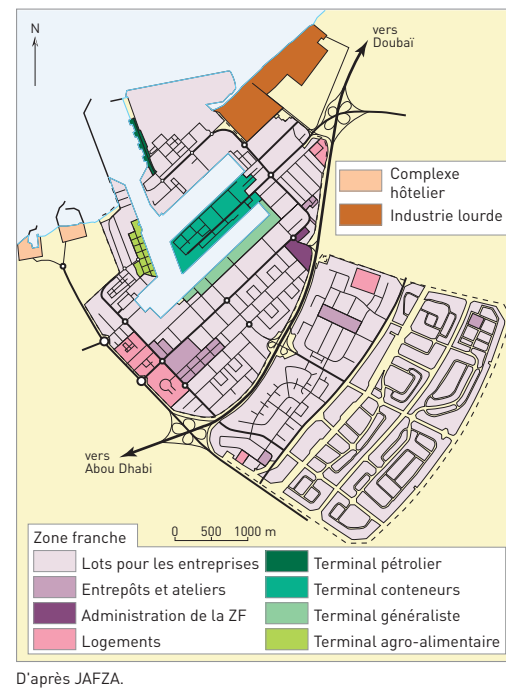 N
vers
Doubaï
Complexe
hôtelier
Industrie lourde
vers
Abou Dhabi
Zone franche
0 500 1000 m
Lots pour les entreprises
Entrepôts et ateliers
Administration de la ZF
Logements
Terminal pétrolier
Terminal conteneurs
Terminal généraliste
Terminal agro-alimentaire
D'après JAFZA.